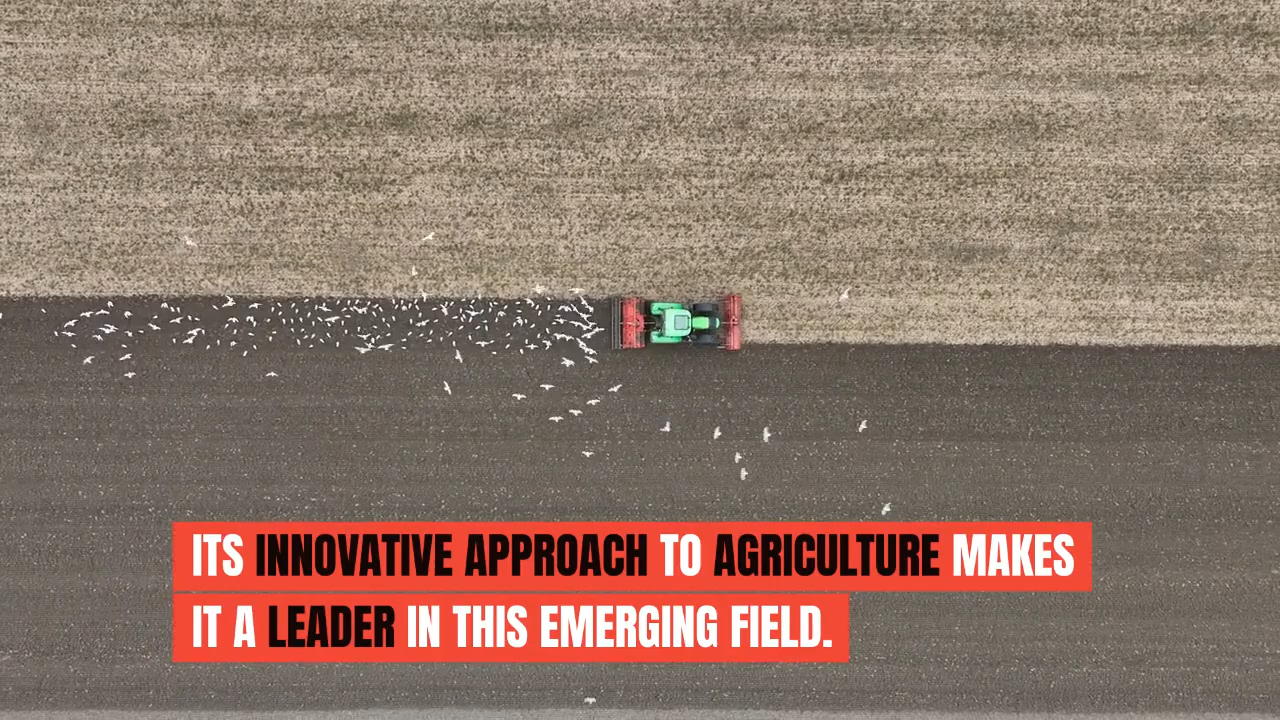 ITS INNOVATIVE APPROACH TO AGRICULTURE MAKES
IT A LEADER IN THIS EMERGING FIELD.